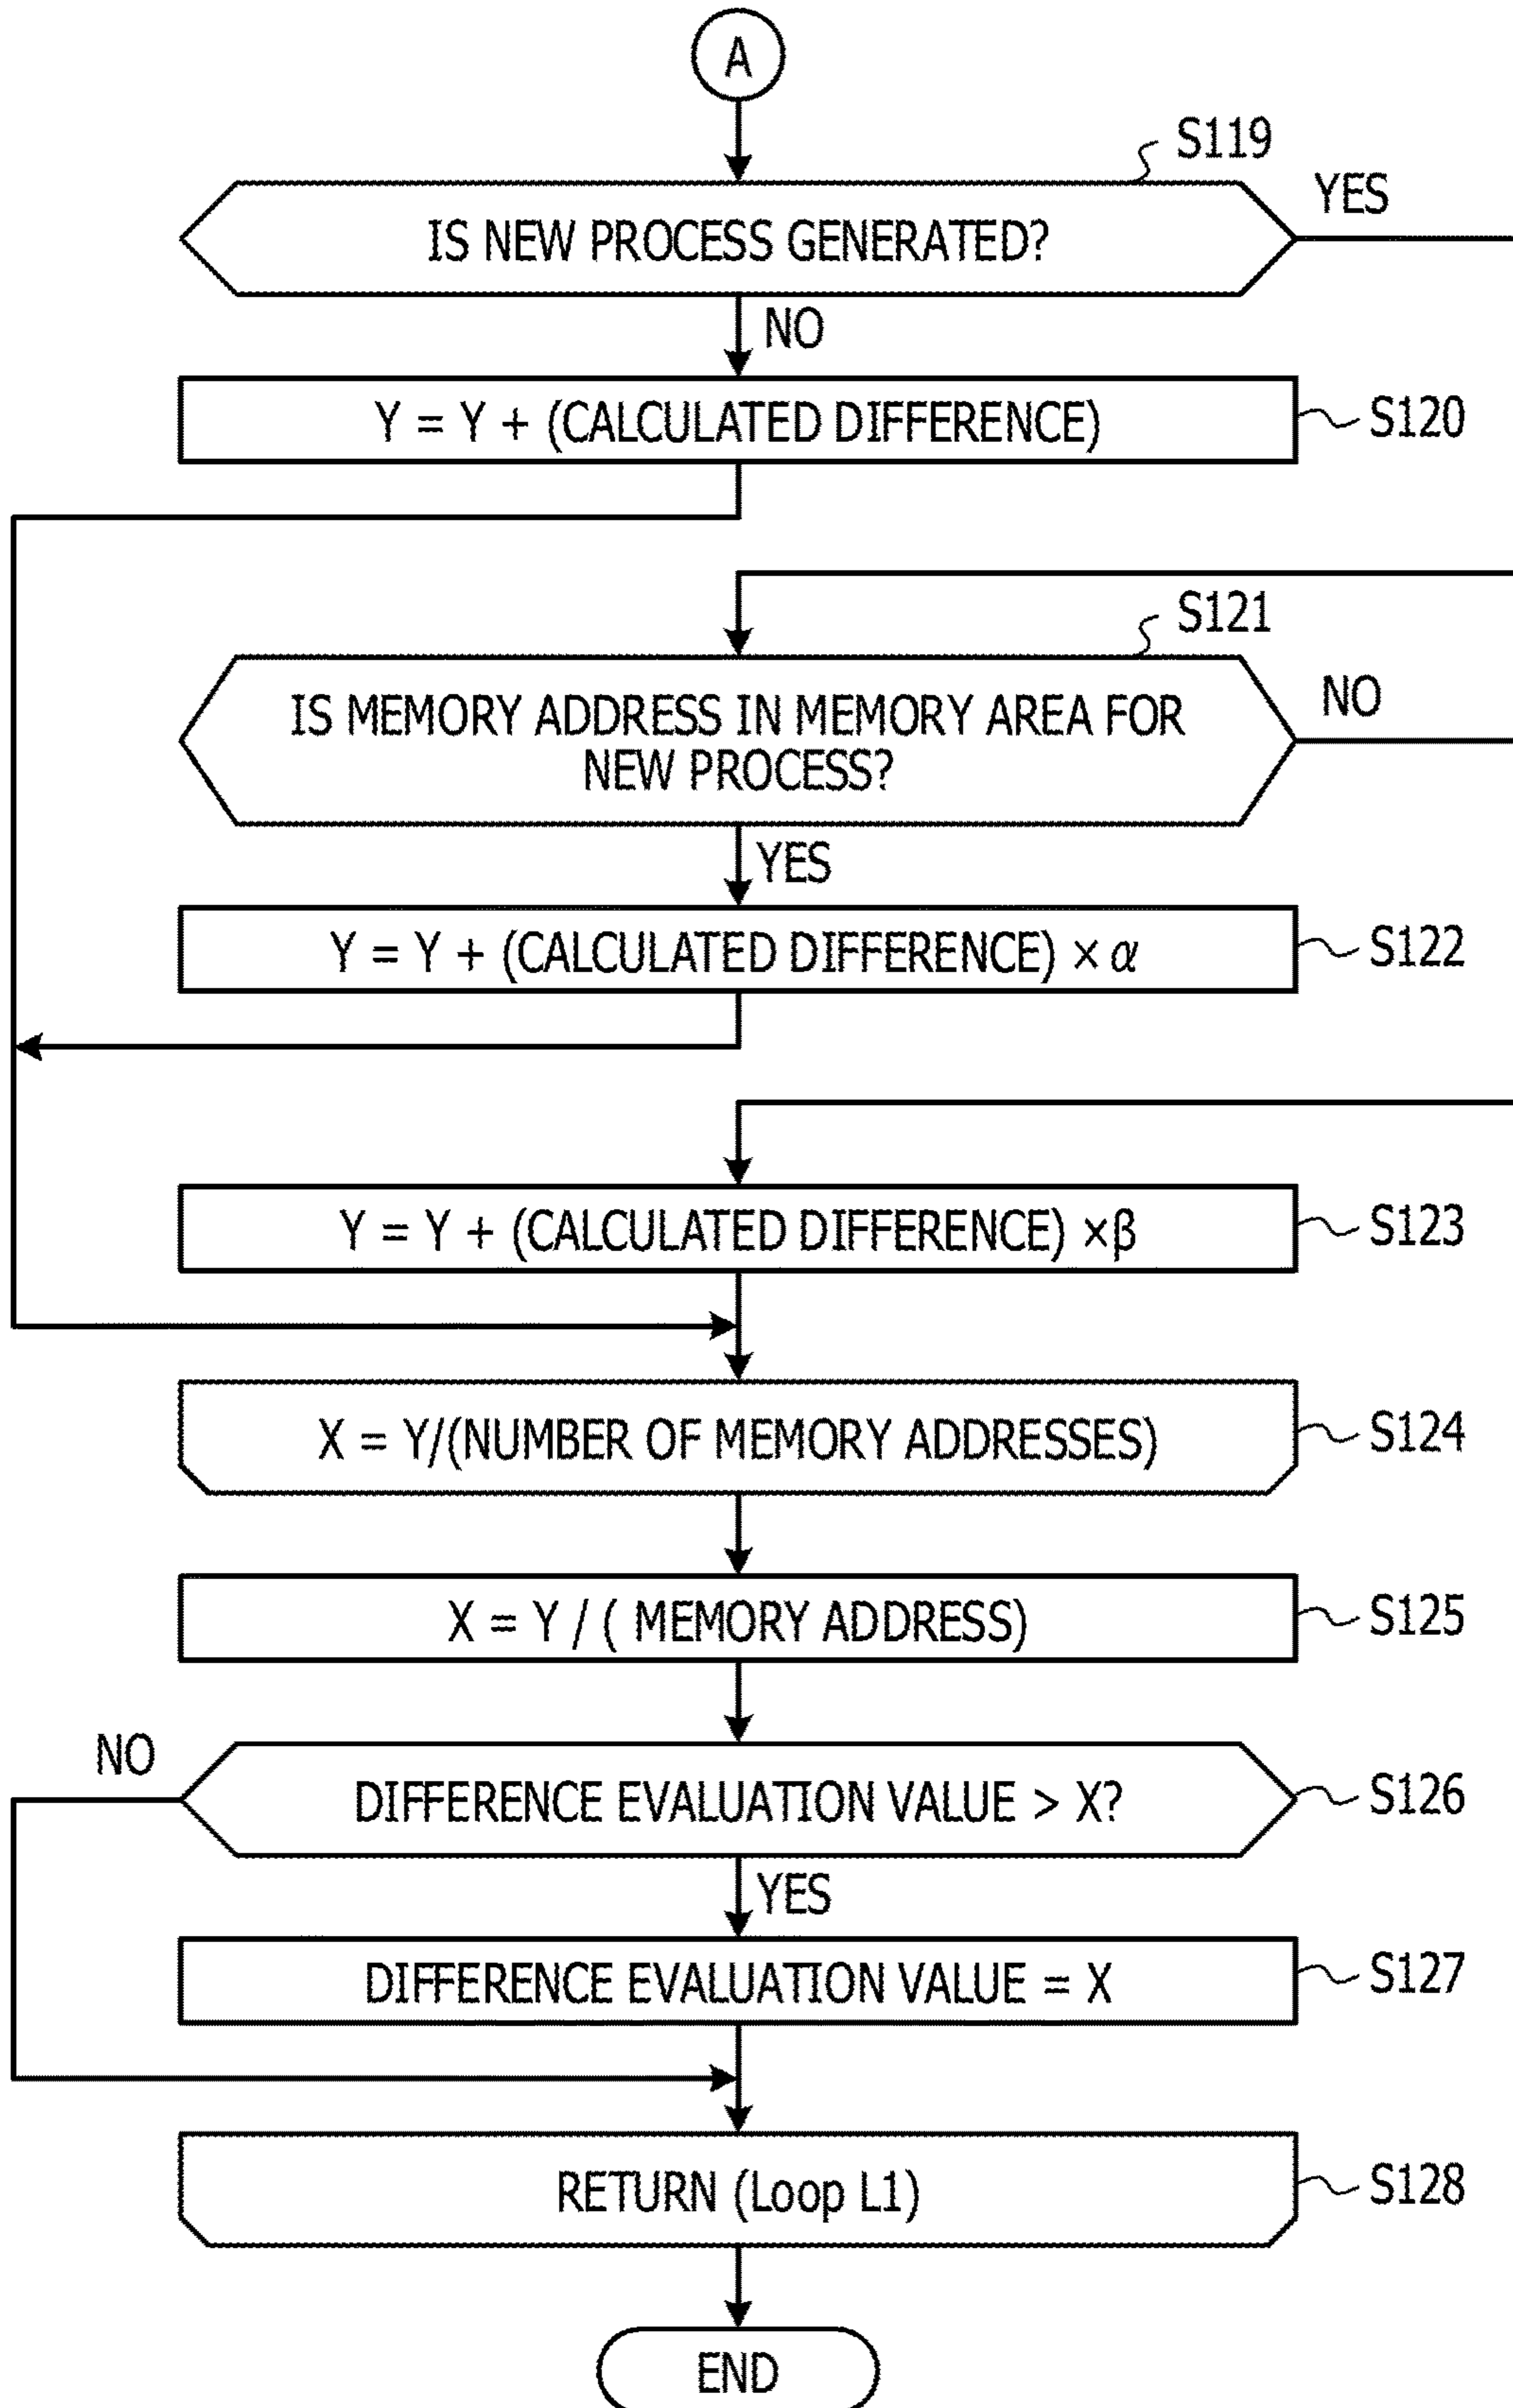 A
S119
YES
IS NEW PROCESS GENERATED?
NO
Y = Y + (CALCULATED DIFFERENCE)
S120
S121
IS MEMORY ADDRESS IN MEMORY AREA FOR
NEW PROCESS?
NO
YES
Y = Y + (CALCULATED DIFFERENCE) × α
S122
Y = Y + (CALCULATED DIFFERENCE) ×β
S123
X = Y/(NUMBER OF MEMORY ADDRESSES)
S124
X = Y / ( MEMORY ADDRESS)
S125
NO
DIFFERENCE EVALUATION VALUE > X?
S126
YES
DIFFERENCE EVALUATION VALUE = X
S127
RETURN (Loop L1)
S128
END